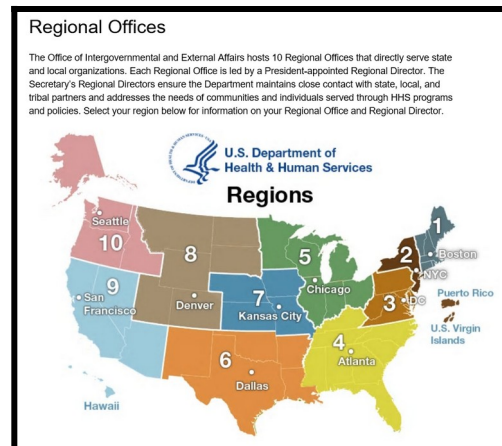 Regional Offices
The Office of Intergovernmental and External Affairs hosts 10 Regional Offices that directly serve state
and local organizations. Each Regional Office is led by a President-appointed Regional Director. The
Secretary's Regional Directors ensure the Department maintains close contact with state, local, and
tribal partners and addresses the needs of communities and individuals served through HHS programs
and policies. Select your region below for information on your Regional Office and Regional Director.
U.S. Department of
Health & Human Services
Regions
Seattle
10
8
5
1
Boston
2
NYC
9
San
Francisco
Denver
7
Kansas City
Chicago
3
DC
Puerto Rico
U.S. Virgin
Islands
4
Atlanta
6
Dallas
Hawaii